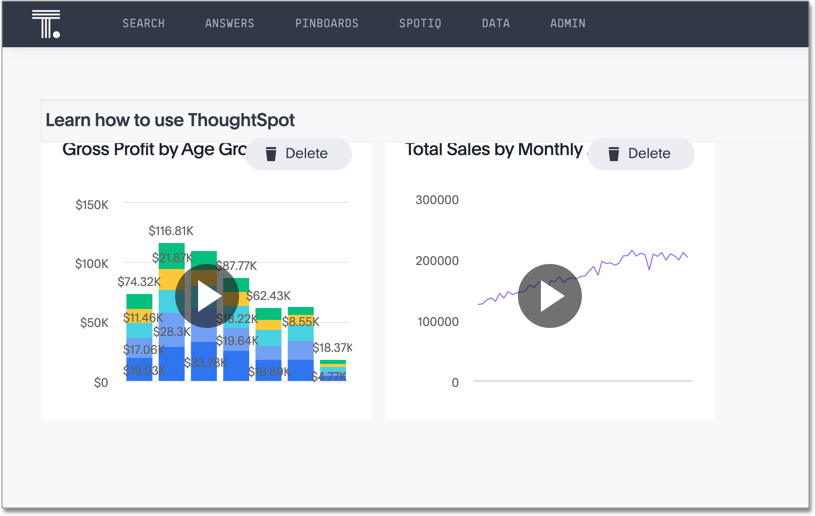 T.
SEARCH ANSWERS PINBOARDS SPOTIQ DATA ADMIN
Learn how to use ThoughtSpot
Gross Profit by Age Gro
Delete
$150K
$100K
$50K
$0
$116.81K
$21.87K
$87.77K
$74.32K
$62.43K
$11.46K
$8.55K
$28.3K
$19.64K
$17.06K
$18.37K
$19.93K
$33.78K
$18.89K
$4.77K
Total Sales by Monthly
Delete
300000
200000
100000
0